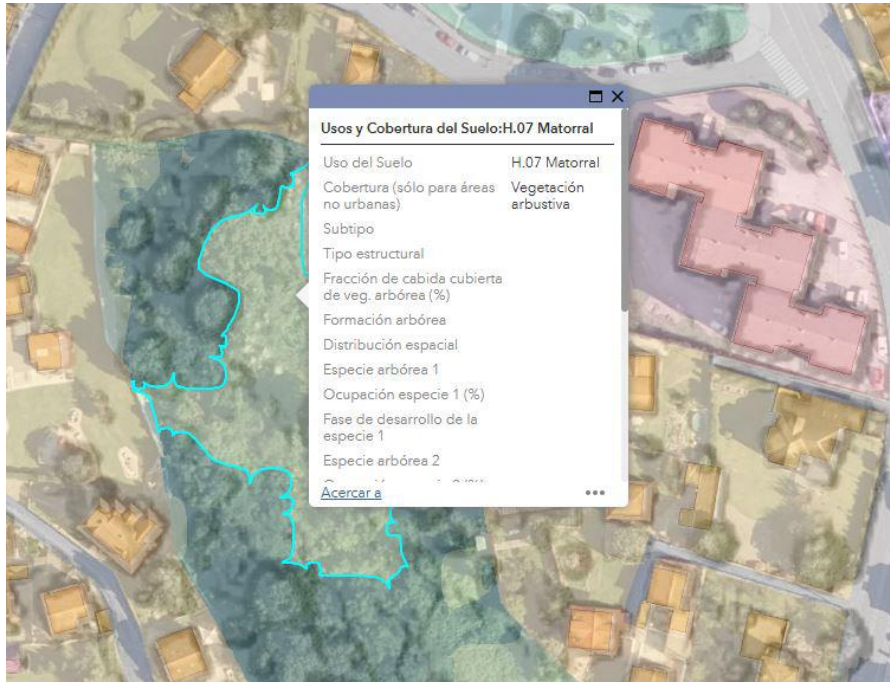 Usos y Cobertura del Suelo:H.07 Matorral
Uso del Suelo H.07 Matorral
Cobertura (sólo para áreas Vegetación
no urbanas) arbustiva
Subtipo
Tipo estructural
Fracción de cabida cubierta
de veg. arbórea (%)
Formación arbórea
Distribución espacial
Especie arbórea 1
Ocupación especie 1 (%)
Fase de desarrollo de la
especie 1
Especie arbórea 2
Acercar a